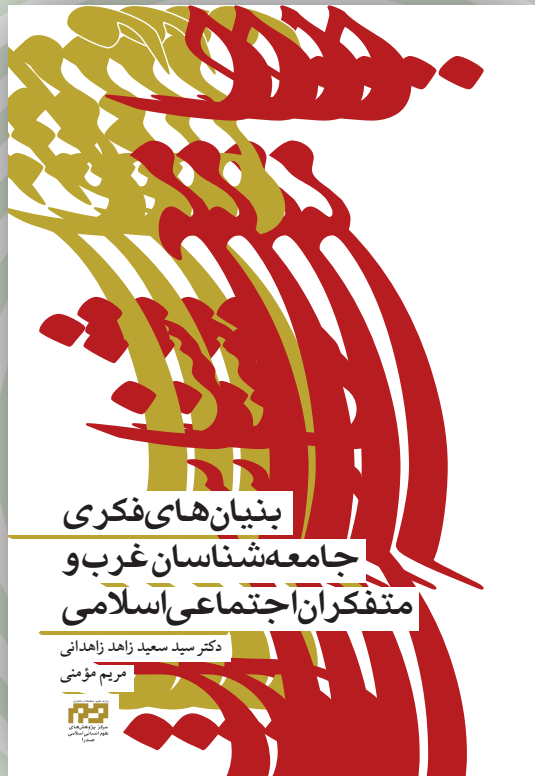 بنیان‌های‌فکری
جامعه‌شناسان غرب و
متفکران‌اجتماعی‌اسلامی
دکتر سید سعید زاهد زاهدانی
مریم مؤمنی
مرکز پژوهش‌های
علوم انسانی اسلامی
صدرا